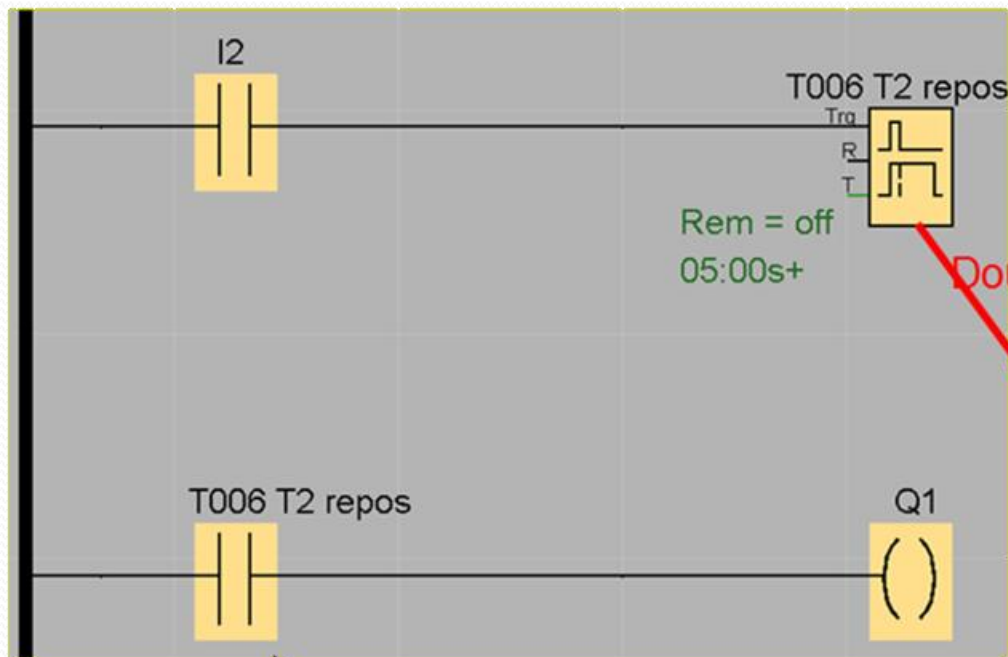 I2
T006 T2 repos
Trg
R
T
Rem = off
05:00s+
T006 T2 repos
Q1